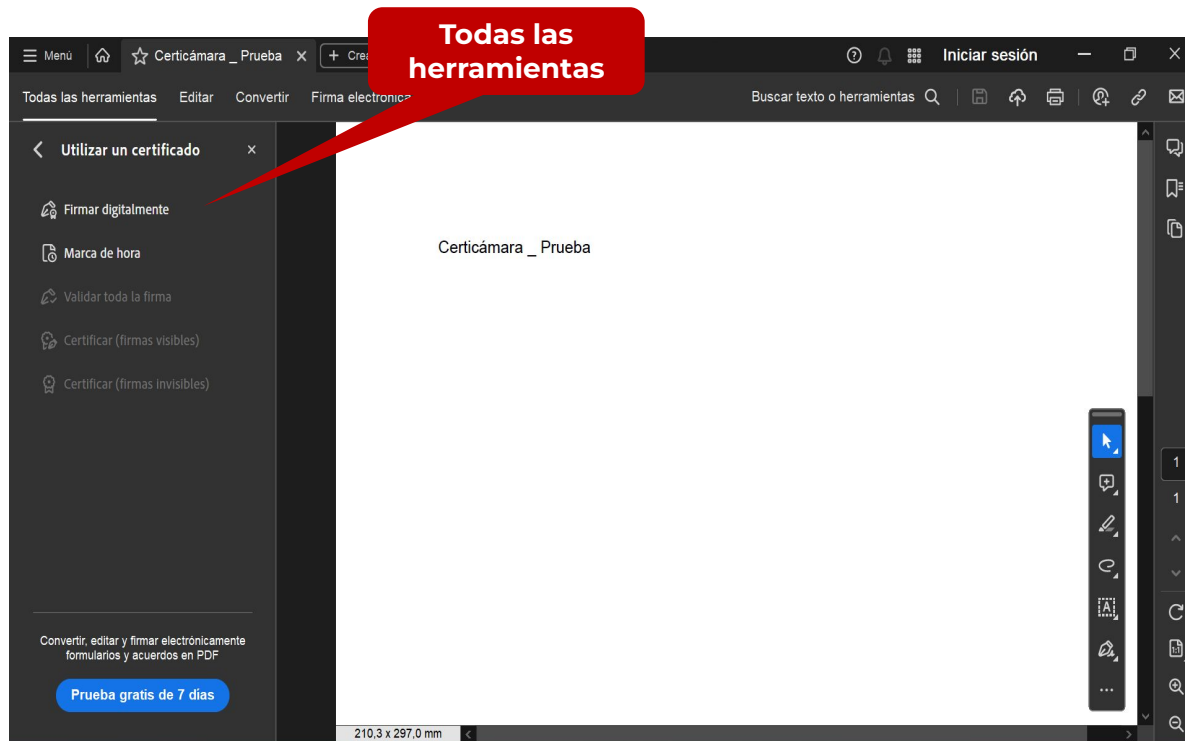 Todas las
herramientas
Menú
Certicámara _ Prueba
Iniciar sesión
Todas las herramientas
Editar
Convertir
Firma electrónica
Buscar texto o herramientas
Utilizar un certificado
Firmar digitalmente
Marca de hora
Validar toda la firma
Certificar (firmas visibles)
Certificar (firmas invisibles)
Convertir, editar y firmar electrónicamente
formularios y acuerdos en PDF
Prueba gratis de 7 días
Certicámara _ Prueba
210,3 x 297,0 mm
1
1
1:1